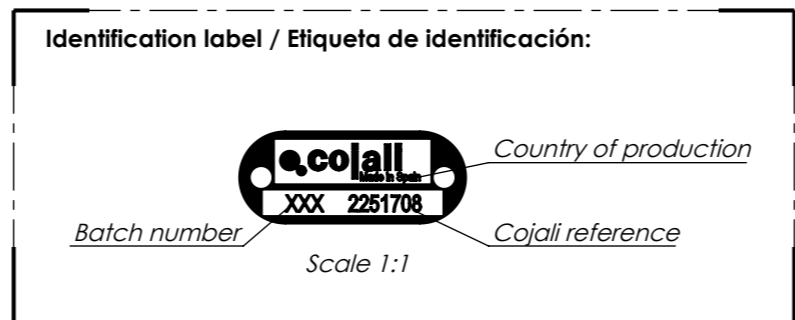 Identification label / Etiqueta de identificación:
cojali
Made in Spain
Country of production
XXX 2251708
Batch number
Cojali reference
Scale 1:1